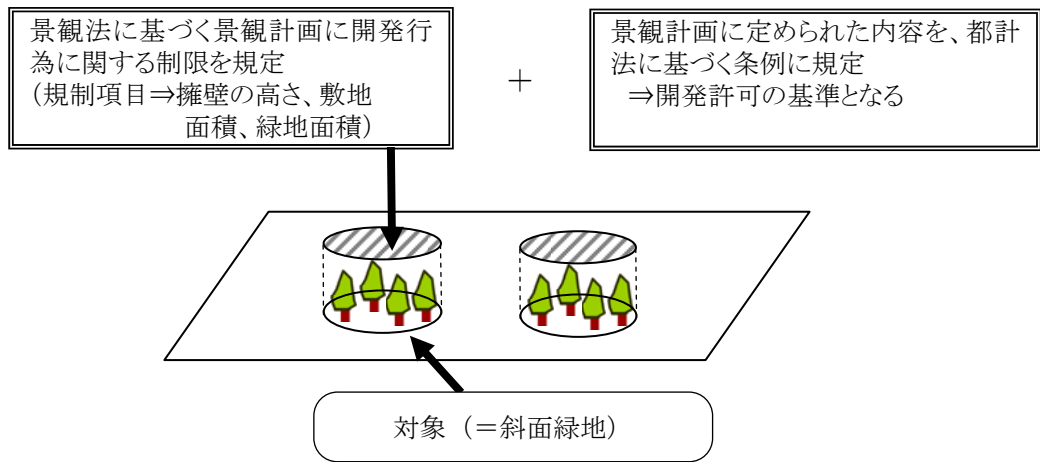 景観法に基づく景観計画に開発行
為に関する制限を規定
(規制項目⇒擁壁の高さ、敷地
面積、緑地面積)
+
景観計画に定められた内容を、都計
法に基づく条例に規定
⇒開発許可の基準となる
対象 (=斜面緑地)